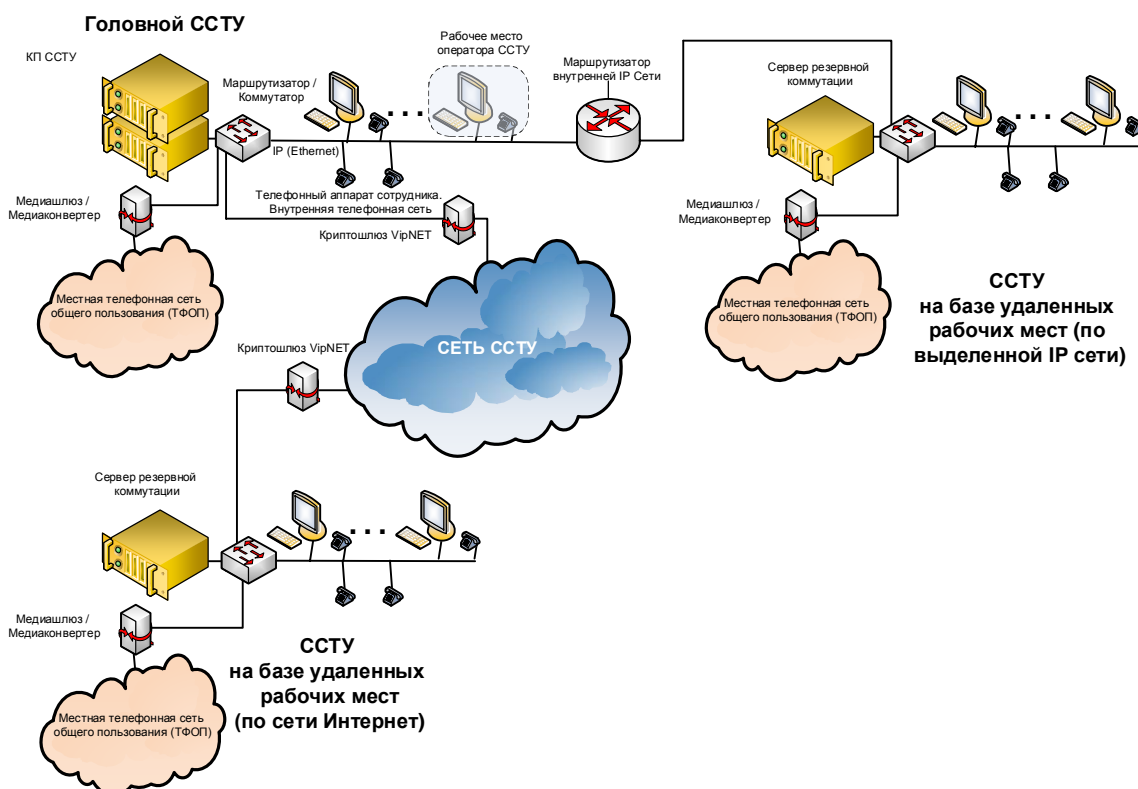 Головной ССТУ
КП ССТУ
Маршрутизатор /
Коммутатор
Рабочее место
оператора ССТУ
Маршрутизатор
внутренней IP Сети
IP (Ethernet)
Медиашлюз /
Медиаконвертер
Телефонный аппарат сотрудника.
Внутренняя телефонная сеть
Криптошлюз VipNET
Местная телефонная сеть
общего пользования (ТФОП)
Сервер резервной
коммутации
Медиашлюз /
Медиаконвертер
Местная телефонная сеть
общего пользования (ТФОП)
ССТУ
на базе удаленных
рабочих мест (по
выделенной IP сети)
СЕТЬ ССТУ
Криптошлюз VipNET
Сервер резервной
коммутации
Медиашлюз /
Медиаконвертер
Местная телефонная сеть
общего пользования (ТФОП)
ССТУ
на базе удаленных
рабочих мест
(по сети Интернет)